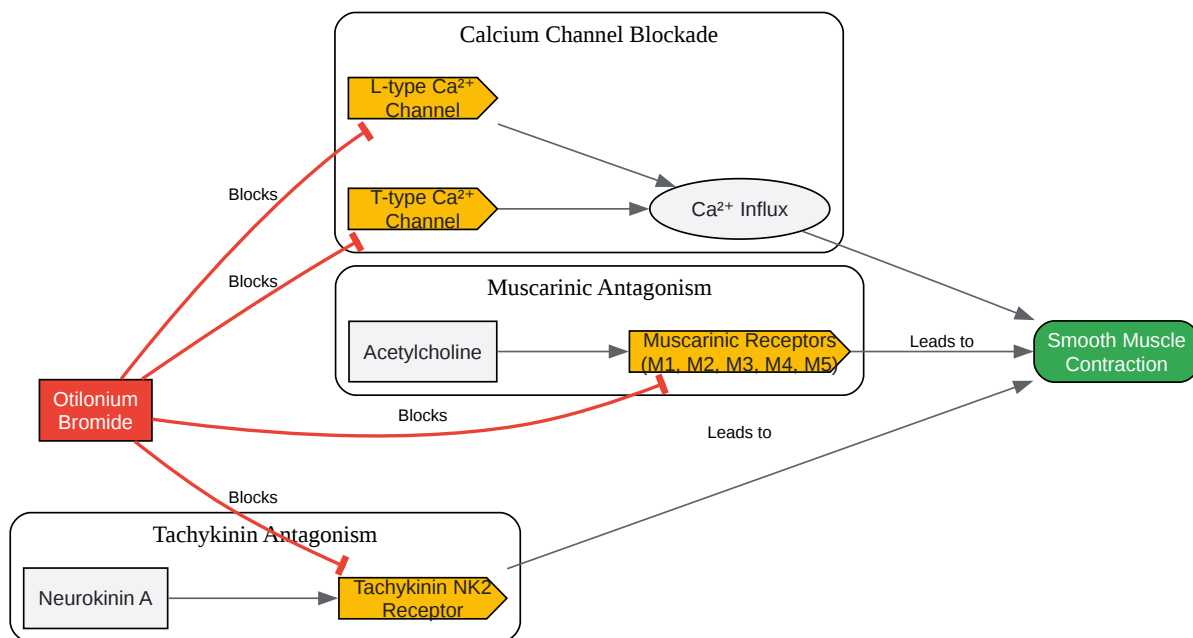 Calcium Channel Blockade
L-type Ca²⁺
Channel
Blocks
T-type Ca²⁺
Channel
Ca²⁺ Influx
Blocks
Muscarinic Antagonism
Acetylcholine
Muscarinic Receptors
(M1, M2, M3, M4, M5)
Leads to
Smooth Muscle
Contraction
Otilonium
Bromide
Blocks
Leads to
Blocks
Tachykinin Antagonism
Neurokinin A
Tachykinin NK2
Receptor